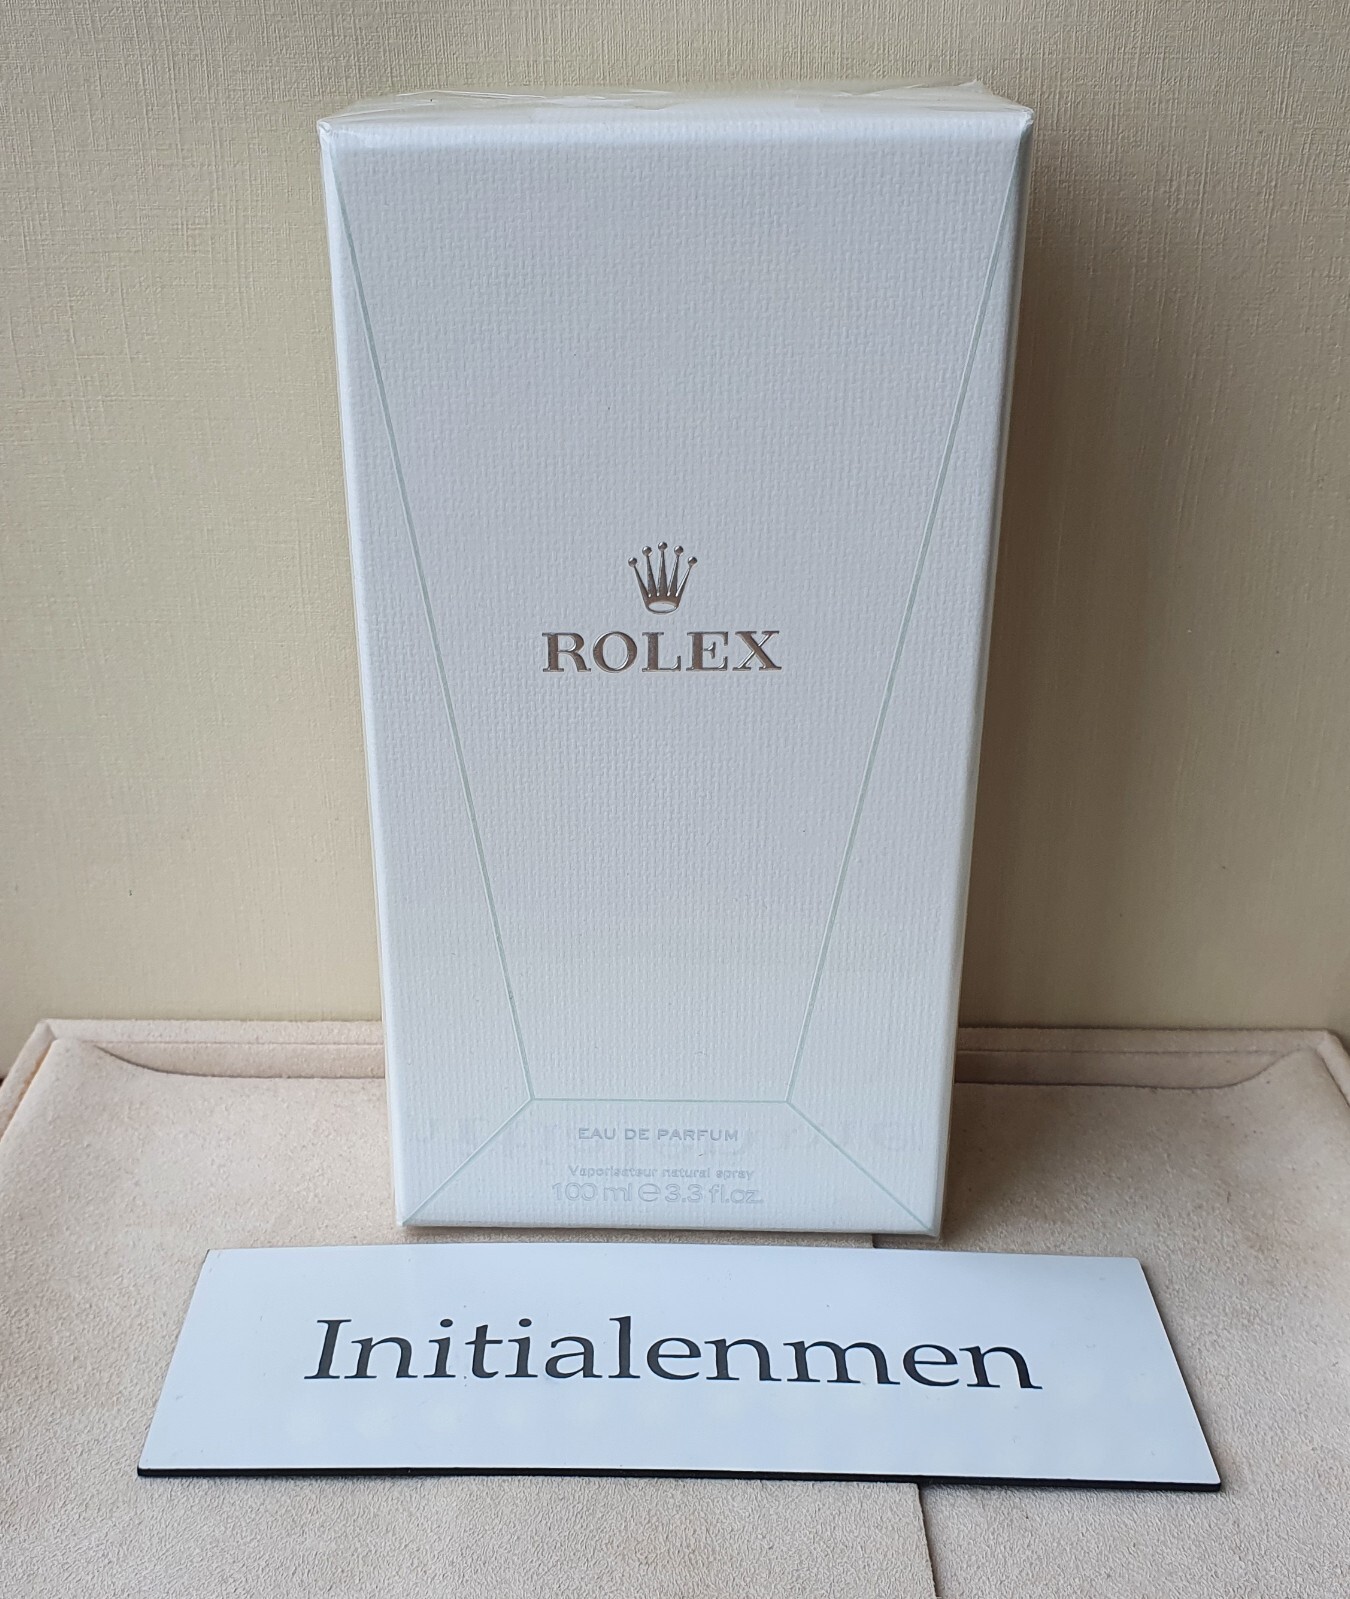 ROLEX
EAU DE PARFUM
Vaporisateur natural spray
100 ml ℮ 3.3 fl.oz.
Initialenmen